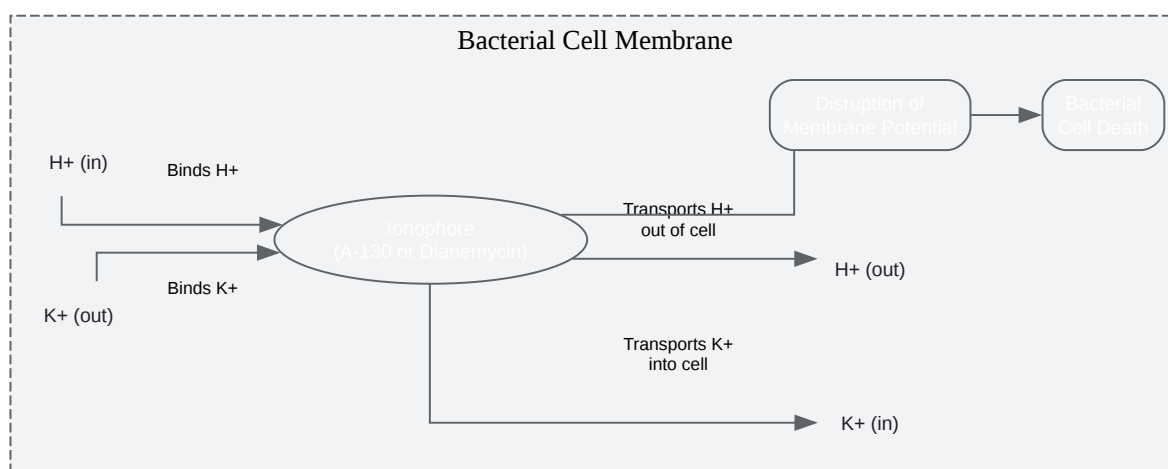 Bacterial Cell Membrane
Disruption of
Membrane Potential
Bacterial
Cell Death
H+ (in)
Binds H+
Transports H+
out of cell
Ionophore
(A-130 or Dianemycin)
H+ (out)
Binds K+
K+ (out)
Transports K+
into cell
K+ (in)